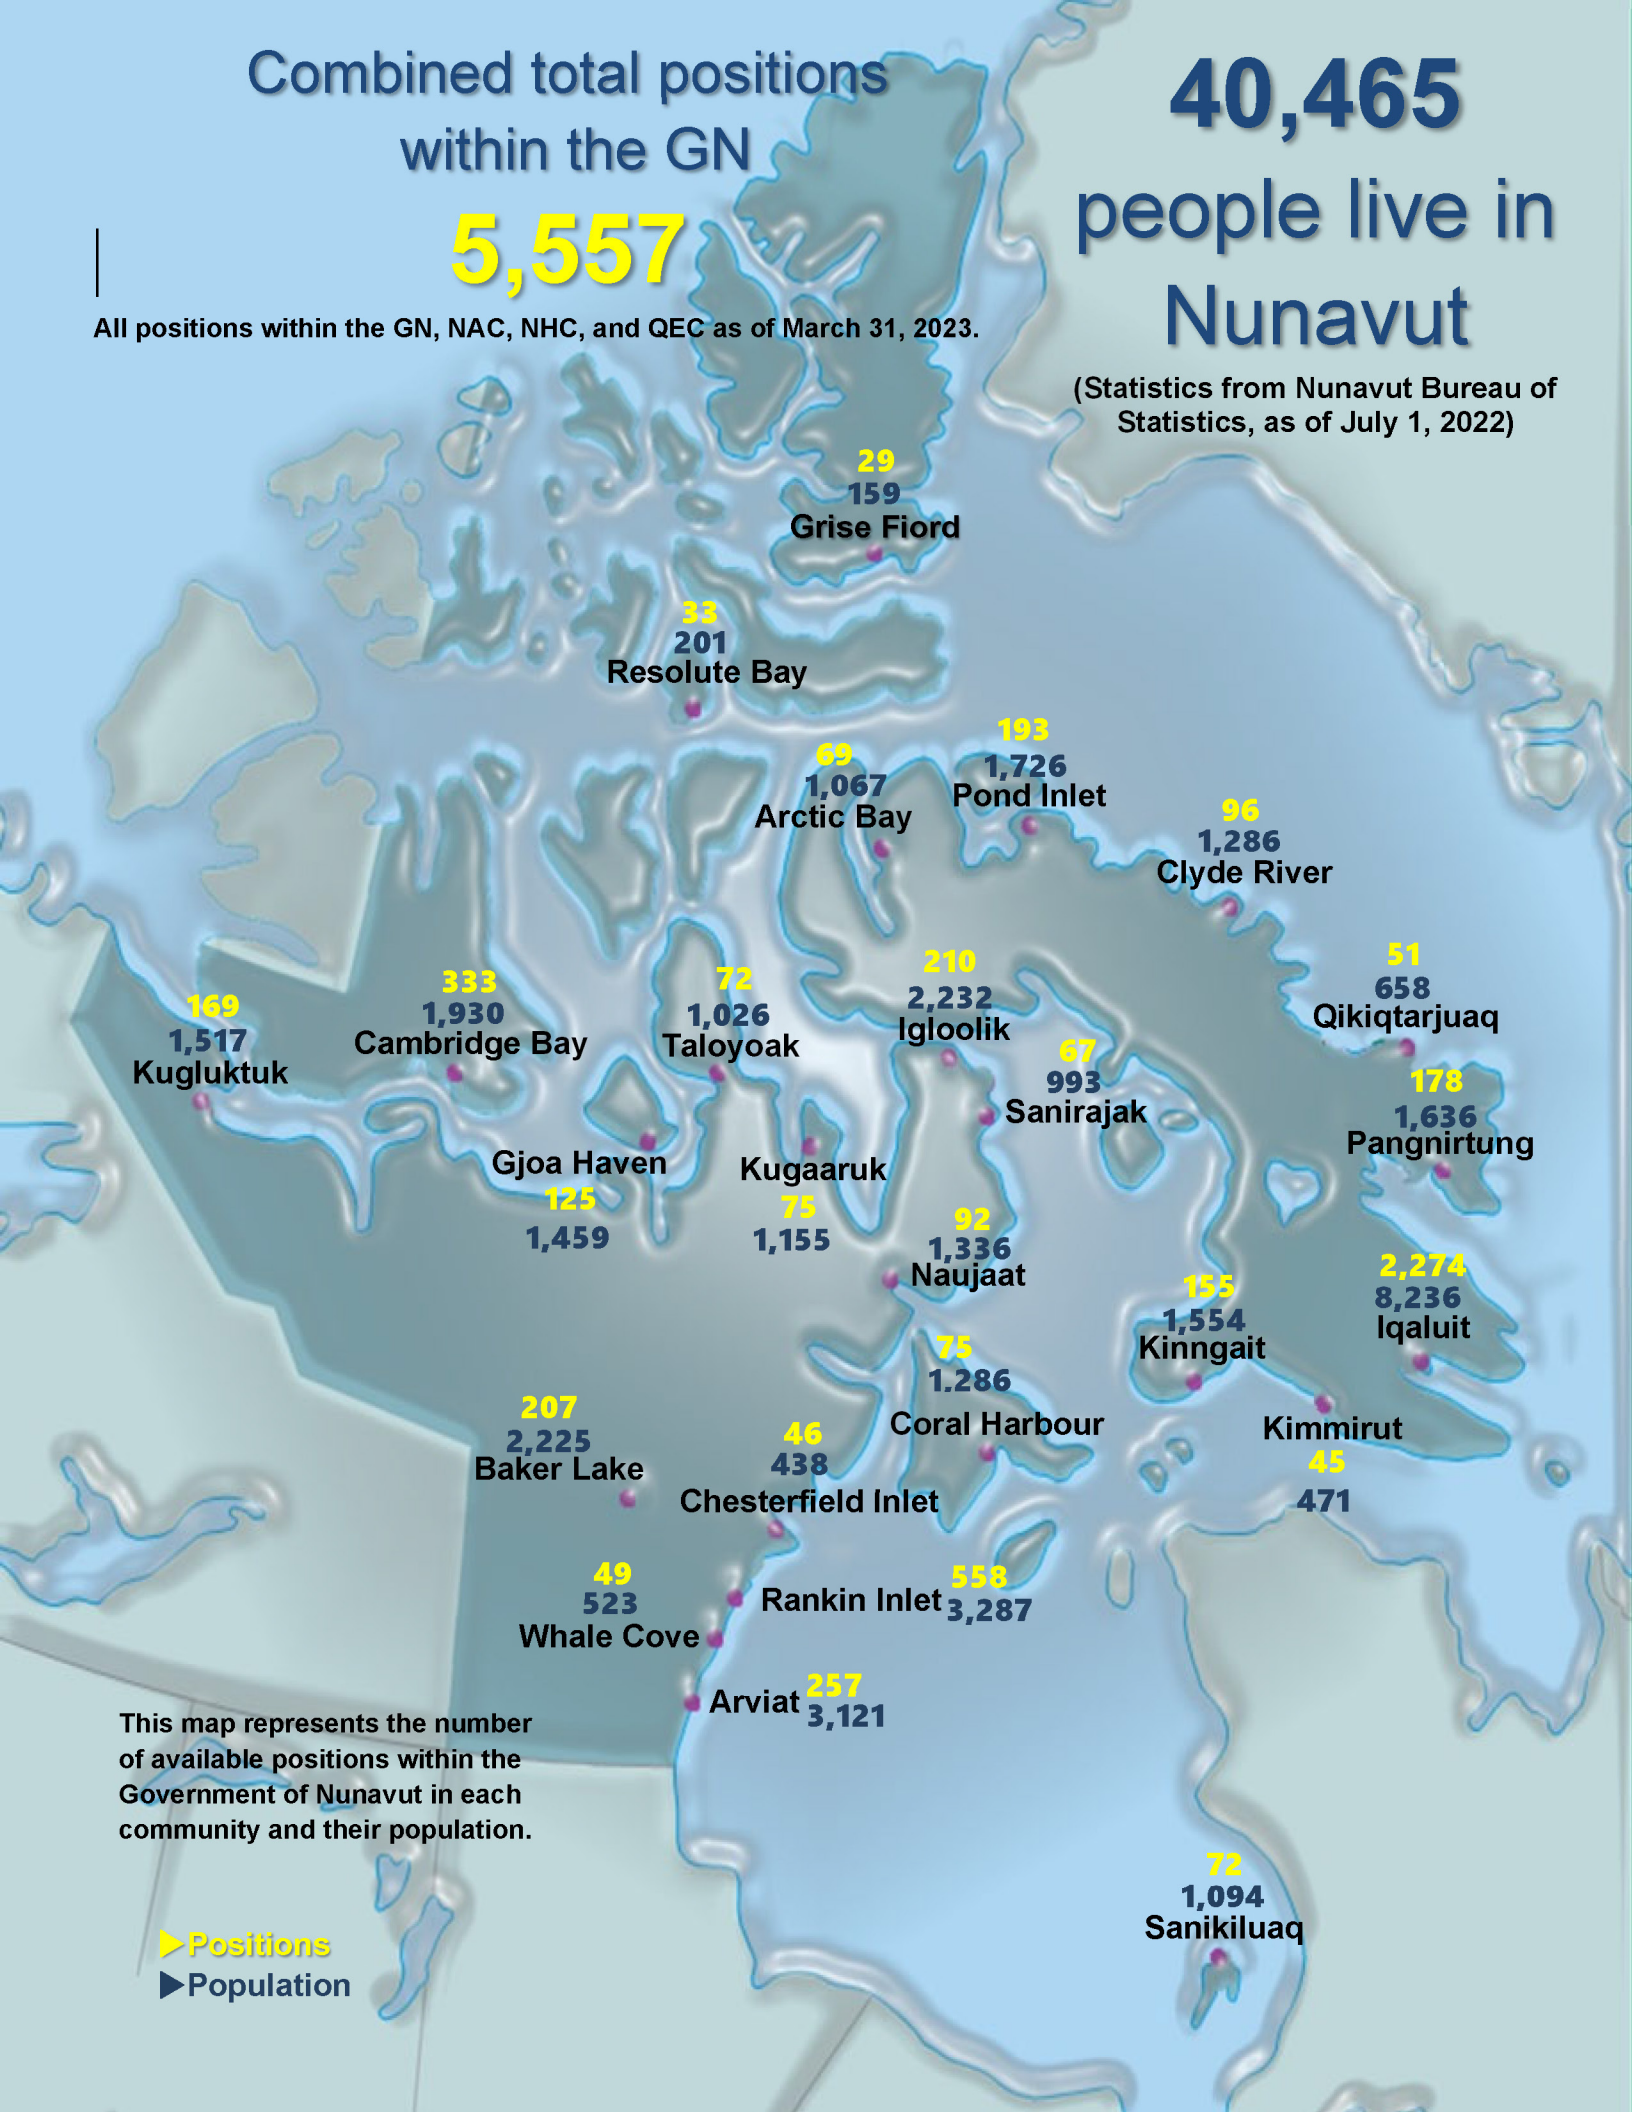 Combined total positions
within the GN
5,557
All positions within the GN, NAC, NHC, and QEC as of March 31, 2023.
40,465
people live in
Nunavut
(Statistics from Nunavut Bureau of
Statistics, as of July 1, 2022)
29
159
Grise Fiord
33
201
Resolute Bay
69
1,067
Arctic Bay
193
1,726
Pond Inlet
96
1,286
Clyde River
51
658
Qikiqtarjuaq
169
1,517
Kugluktuk
333
1,930
Cambridge Bay
72
1,026
Taloyoak
210
2,232
Igloolik
67
993
Sanirajak
178
1,636
Pangnirtung
Gjoa Haven
125
1,459
Kugaaruk
75
1,155
92
1,336
Naujaat
155
1,554
Kinngait
2,274
8,236
Iqaluit
75
1.286
Coral Harbour
Kimmirut
45
471
207
2,225
Baker Lake
46
438
Chesterfield Inlet
49
523
Whale Cove
Rankin Inlet
558
3,287
Arviat
257
3,121
This map represents the number
of available positions within the
Government of Nunavut in each
community and their population.
Positions
Population
72
1,094
Sanikiluaq